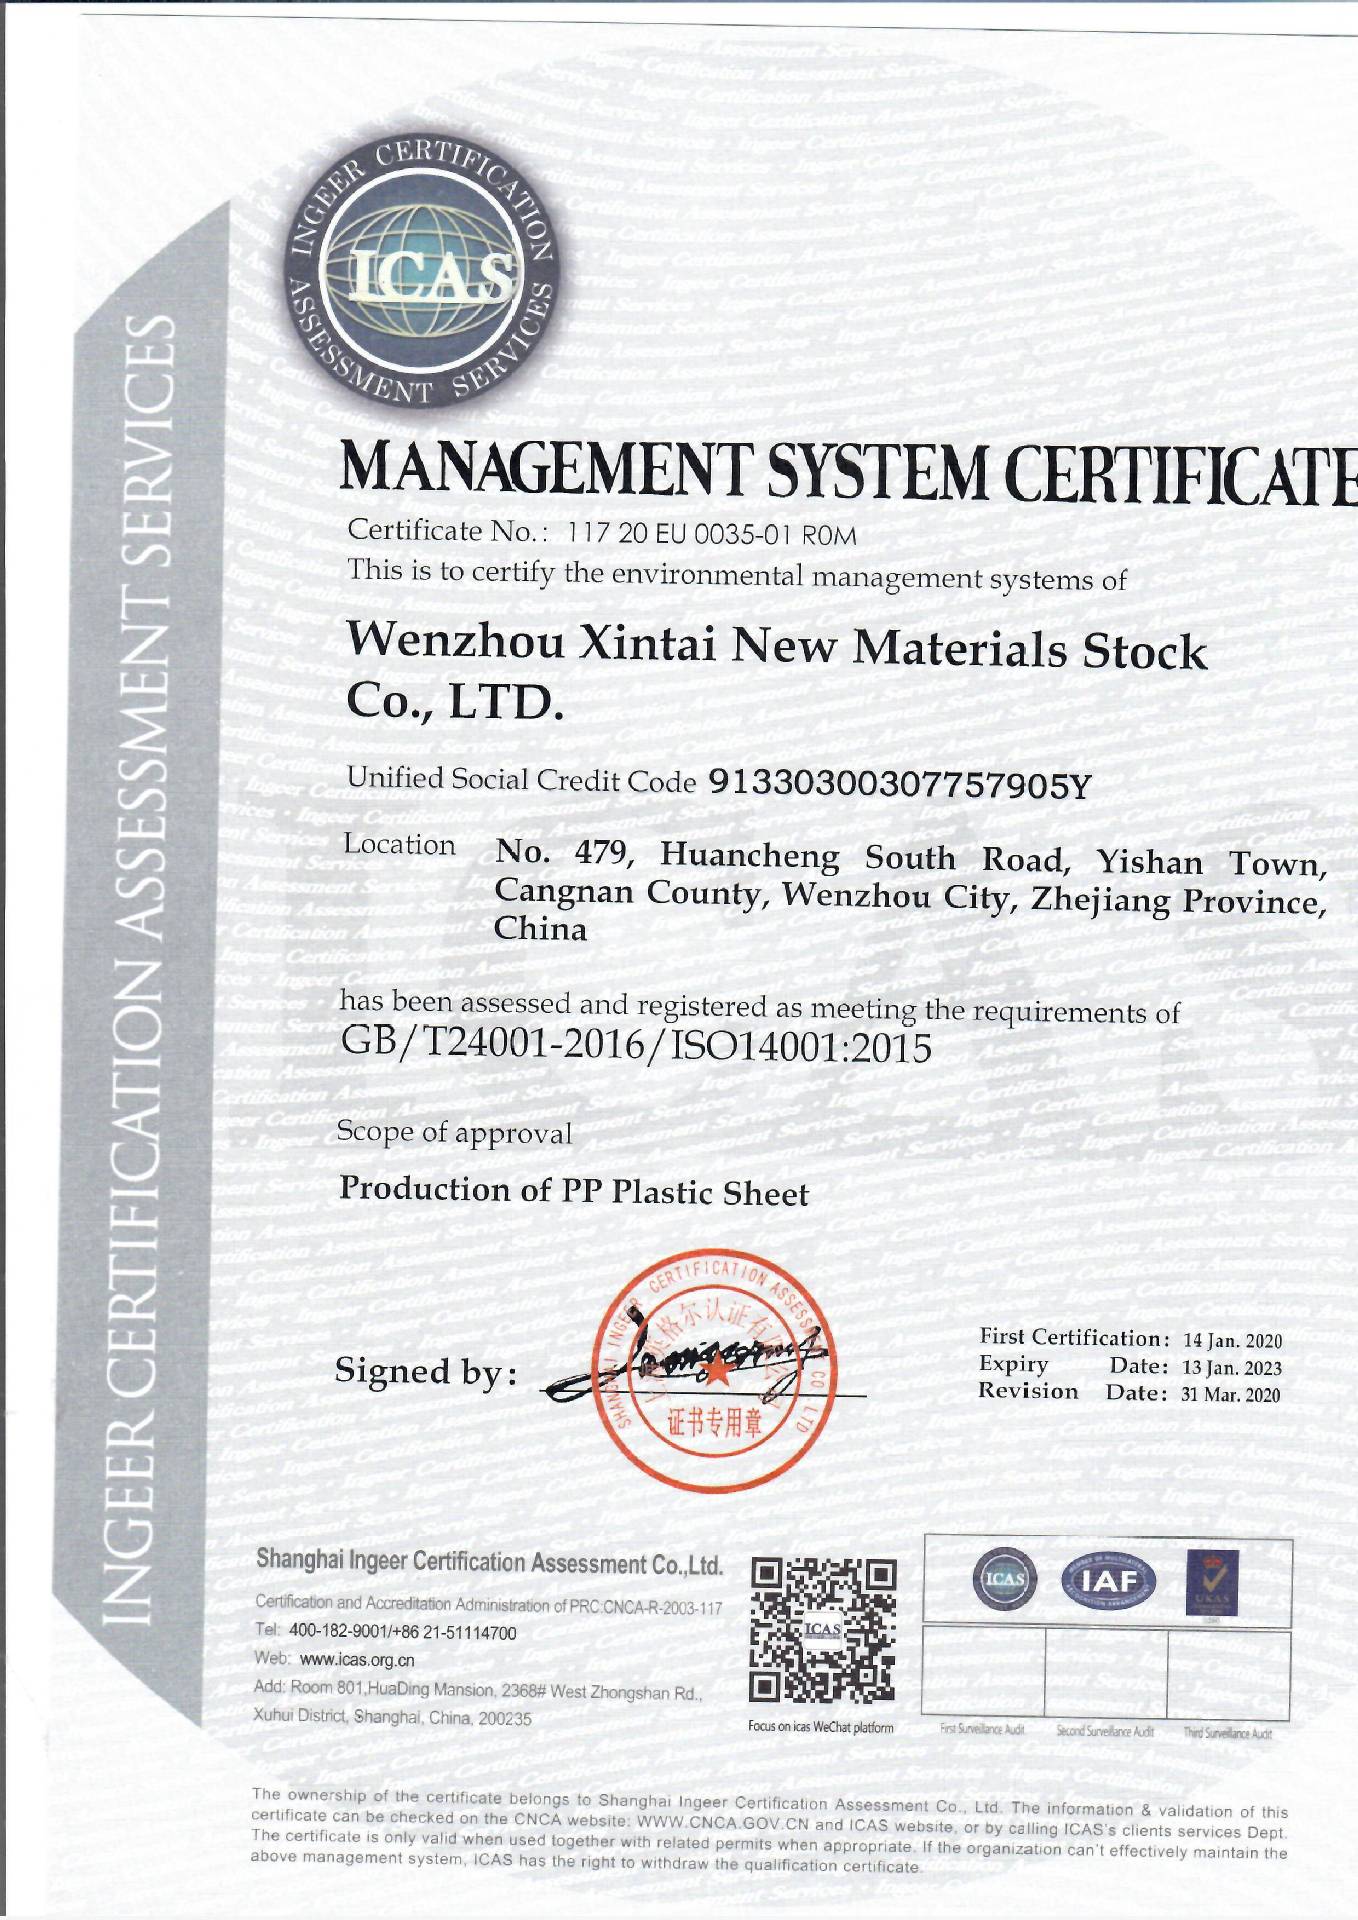 INGEER CERTIFICATION
ICAS
ASSESSMENT SERVICES
INGEER CERTIFICATION ASSESSMENT SERVICES
MANAGEMENT SYSTEM CERTIFICATE
Certificate No.: 117 20 EU 0035-01 R0M
This is to certify the environmental management systems of
Wenzhou Xintai New Materials Stock
Co., LTD.
Unified Social Credit Code 91330300307757905Y
Location No. 479, Huancheng South Road, Yishan Town,
Cangnan County, Wenzhou City, Zhejiang Province,
China
has been assessed and registered as meeting the requirements of
GB/T24001-2016/ISO14001:2015
Scope of approval
Production of PP Plastic Sheet
SHANGHAI INGEER CERTIFICATION ASSESSMENT CO LTD
格尔认证有限
证书专用章
Signed by:
First Certification: 14 Jan. 2020
Expiry Date: 13 Jan. 2023
Revision Date: 31 Mar. 2020
Shanghai Ingeer Certification Assessment Co.,Ltd.
Certification and Accreditation Administration of PRC:CNCA-R-2003-117
Tel: 400-182-9001/+86 21-51114700
Web: www.icas.org.cn
Add: Room 801,HuaDing Mansion, 2368# West Zhongshan Rd.,
Xuhui District, Shanghai, China, 200235
ICAS
Focus on icas WeChat platform
ICAS
IAF
UKAS
First Surveillance Audit
Second Surveillance Audit
Third Surveillance Audit
The ownership of the certificate belongs to Shanghai Ingeer Certification Assessment Co., Ltd. The information & validation of this
certificate can be checked on the CNCA website: WWW.CNCA.GOV.CN and ICAS website, or by calling ICAS's clients services Dept.
The certificate is only valid when used together with related permits when appropriate. If the organization can't effectively maintain the
above management system, ICAS has the right to withdraw the qualification certificate.